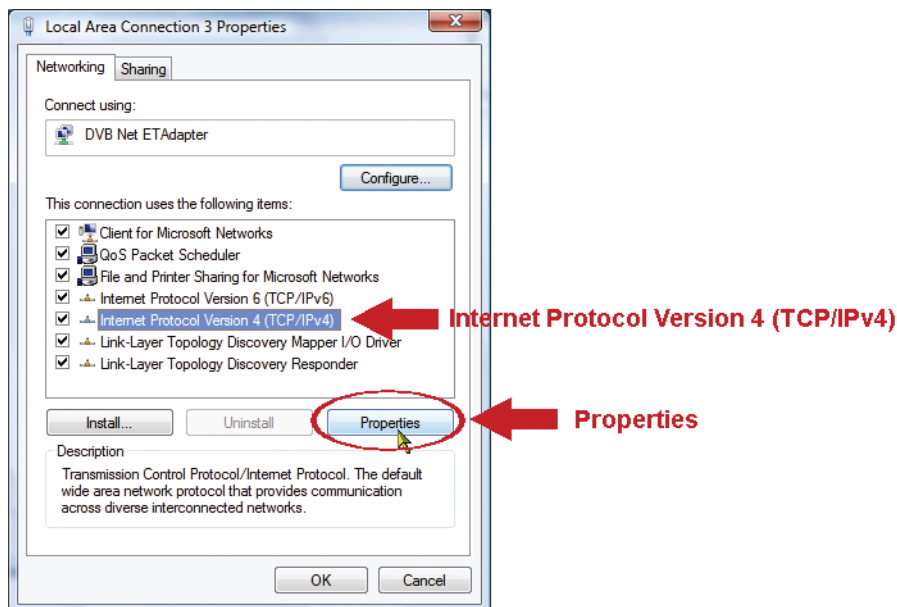 Local Area Connection 3 Properties
Networking
Sharing
Connect using:
DVB Net ETAdapter
Configure...
This connection uses the following items:
Client for Microsoft Networks
QoS Packet Scheduler
File and Printer Sharing for Microsoft Networks
Internet Protocol Version 6 (TCP/IPv6)
Internet Protocol Version 4 (TCP/IPv4)
Internet Protocol Version 4 (TCP/IPv4)
Link-Layer Topology Discovery Mapper I/O Driver
Link-Layer Topology Discovery Responder
Install...
Uninstall
Properties
Properties
Description
Transmission Control Protocol/Internet Protocol. The default
wide area network protocol that provides communication
across diverse interconnected networks.
OK
Cancel